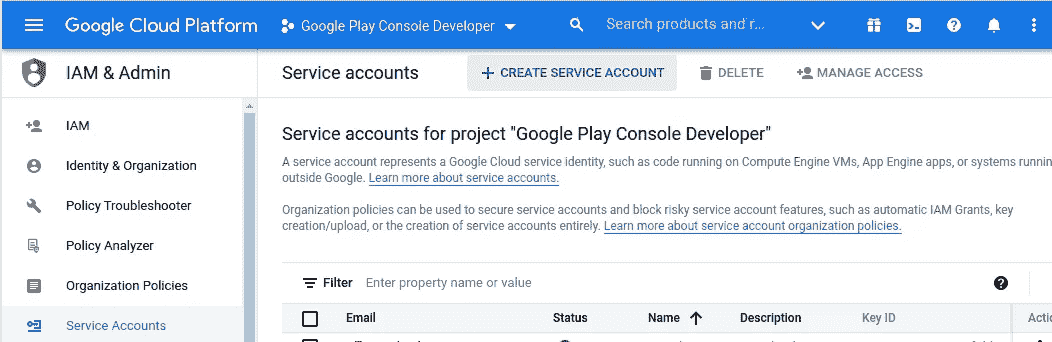 Google Cloud Platform Google Play Console Developer Search products and r...
IAM & Admin
Service accounts CREATE SERVICE ACCOUNT DELETE MANAGE ACCESS
IAM
Identity & Organization
Policy Troubleshooter
Policy Analyzer
Organization Policies
Service Accounts
Service accounts for project "Google Play Console Developer"
A service account represents a Google Cloud service identity, such as code running on Compute Engine VMs, App Engine apps, or systems running
outside Google. Learn more about service accounts.
Organization policies can be used to secure service accounts and block risky service account features, such as automatic IAM Grants, key
creation/upload, or the creation of service accounts entirely. Learn more about service account organization policies.
Filter Enter property name or value
Email Status Name Description Key ID